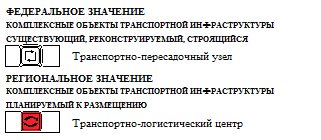 ФЕДЕРАЛЬНОЕ ЗНАЧЕНИЕ
КОМПЛЕКСНЫЕ ОБЪЕКТЫ ТРАНСПОРТНОЙ ИНФРАСТРУКТУРЫ
СУЩЕСТВУЮЩИЙ, РЕКОНСТРУИРУЕМЫЙ, СТРОЯЩИЙСЯ
Транспортно-пересадочный узел
РЕГИОНАЛЬНОЕ ЗНАЧЕНИЕ
КОМПЛЕКСНЫЕ ОБЪЕКТЫ ТРАНСПОРТНОЙ ИНФРАСТРУКТУРЫ
ПЛАНИРУЕМЫЙ К РАЗМЕЩЕНИЮ
Транспортно-логистический центр